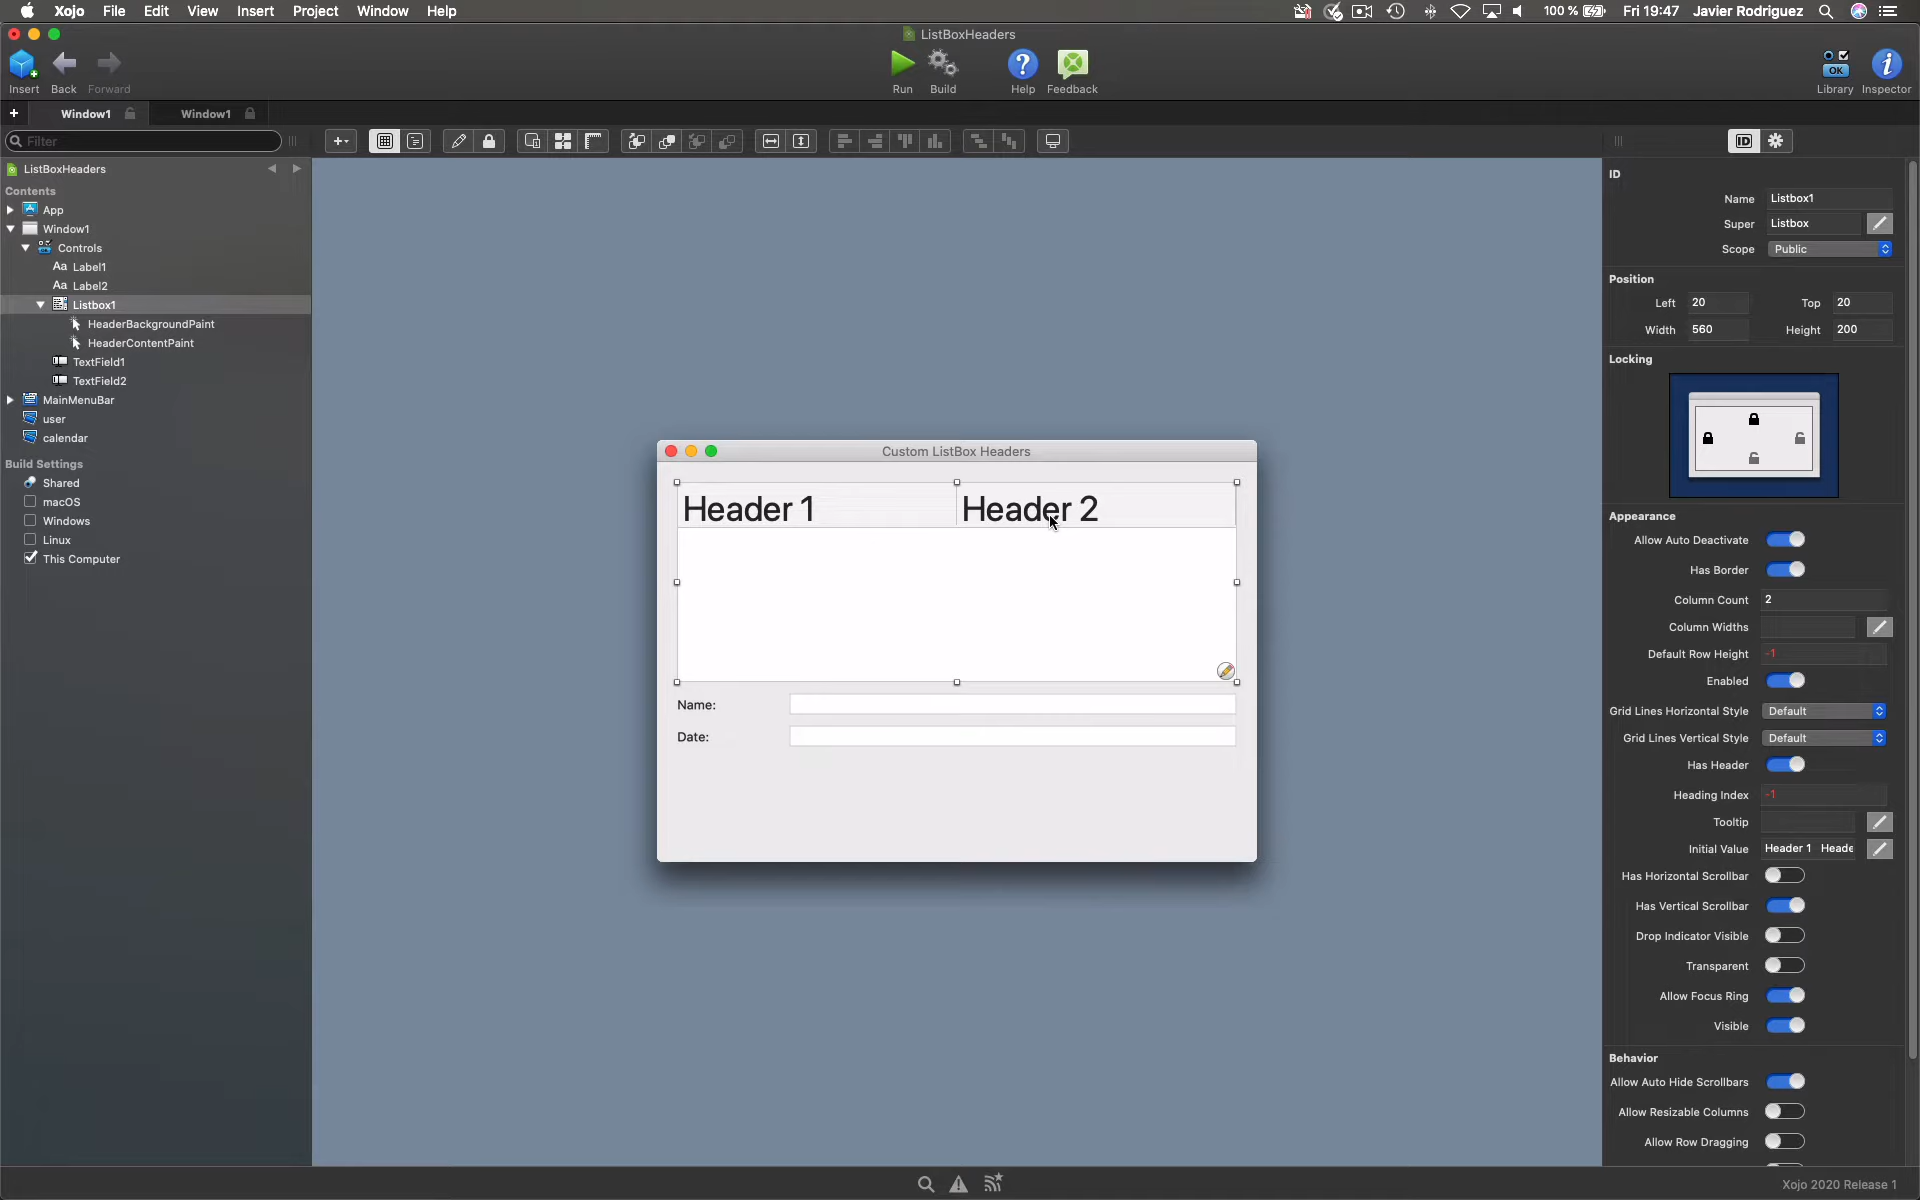 Xojo File Edit View Insert Project Window Help
100 % Fri 19:47 Javier Rodriguez
ListBoxHeaders
Insert Back Forward
Run Build Help Feedback
OK
Library Inspector
Window1 Window1
Filter
ListBoxHeaders
Contents
App
Window1
Controls
Aa Label1
Aa Label2
Listbox1
HeaderBackgroundPaint
HeaderContentPaint
TextField1
TextField2
MainMenuBar
user
calendar
Build Settings
Shared
macOS
Windows
Linux
This Computer
Custom ListBox Headers
Header 1 Header 2
Name:
Date:
ID
ID
Name Listbox1
Super Listbox
Scope Public
Position
Left 20 Top 20
Width 560 Height 200
Locking
Appearance
Allow Auto Deactivate
Has Border
Column Count 2
Column Widths
Default Row Height -1
Enabled
Grid Lines Horizontal Style Default
Grid Lines Vertical Style Default
Has Header
Heading Index -1
Tooltip
Initial Value Header 1 Heade
Has Horizontal Scrollbar
Has Vertical Scrollbar
Drop Indicator Visible
Transparent
Allow Focus Ring
Visible
Behavior
Allow Auto Hide Scrollbars
Allow Resizable Columns
Allow Row Dragging
Xojo 2020 Release 1